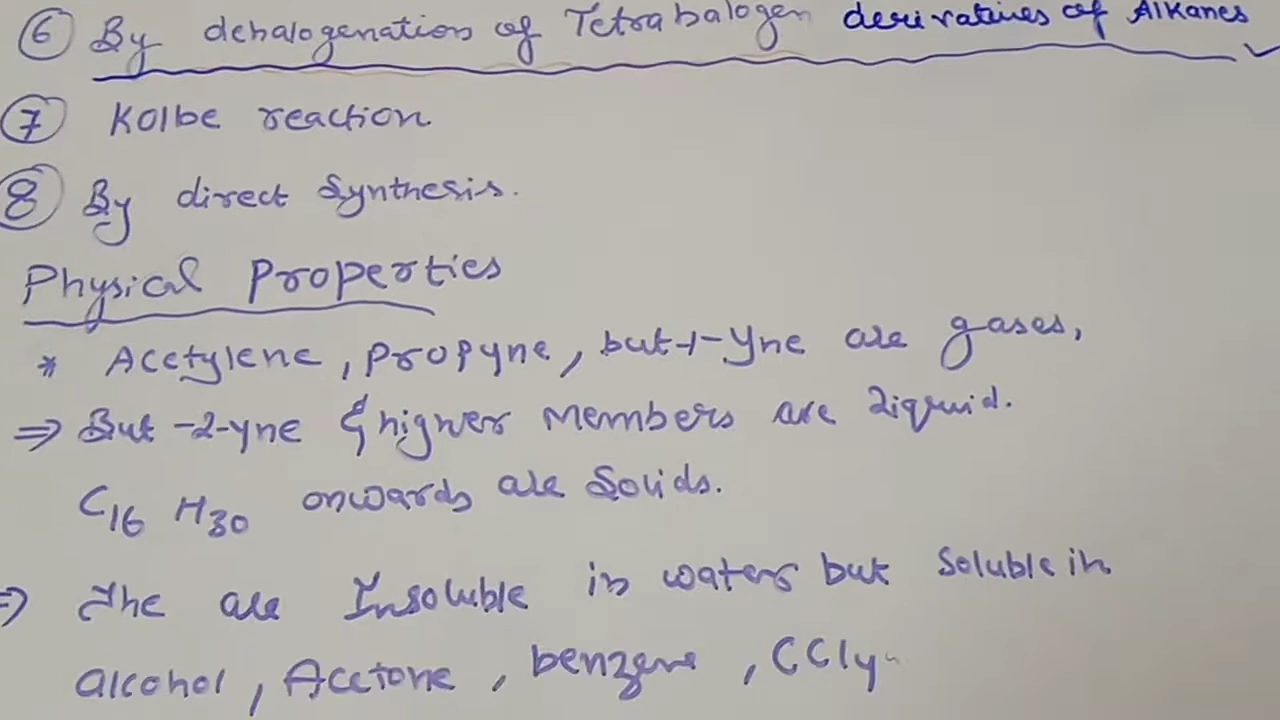 ⑥ By dehalogenation of Tetrahalogen derivatives of Alkanes
⑦ Kolbe reaction.
⑧ By direct Synthesis.
Physical Properties
* Acetylene, Propyne, but-1-Yne are gases,
⇒ But-2-yne & higher Members are Liquid.
C16 H30 onwards are Solids.
⇒ The are Insoluble in waters but Soluble in
alcohol, Acetone, benzene, CCl4